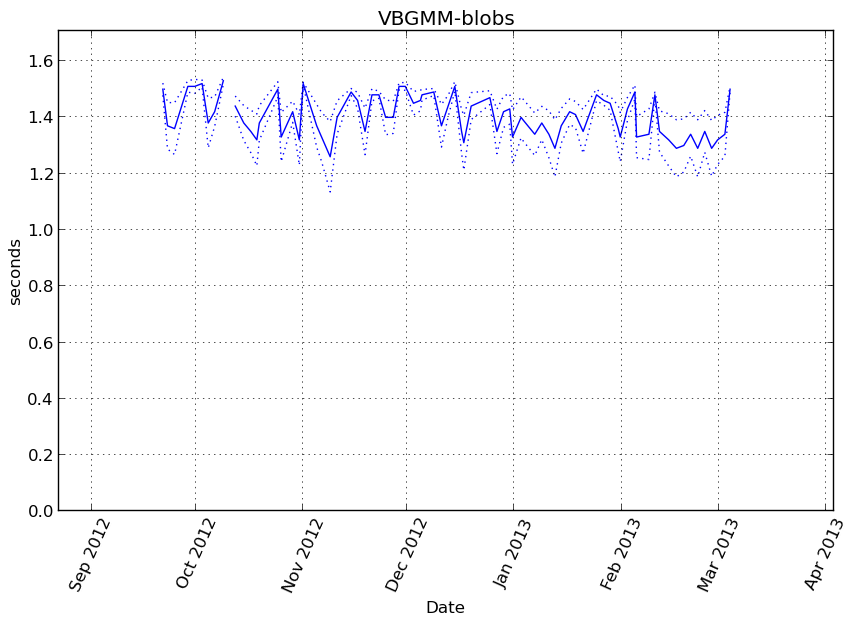 VBGMM-blobs
1.6
1.4
1.2
1.0
0.8
0.6
0.4
0.2
0.0
seconds
Sep 2012
Oct 2012
Nov 2012
Dec 2012
Jan 2013
Feb 2013
Mar 2013
Apr 2013
Date